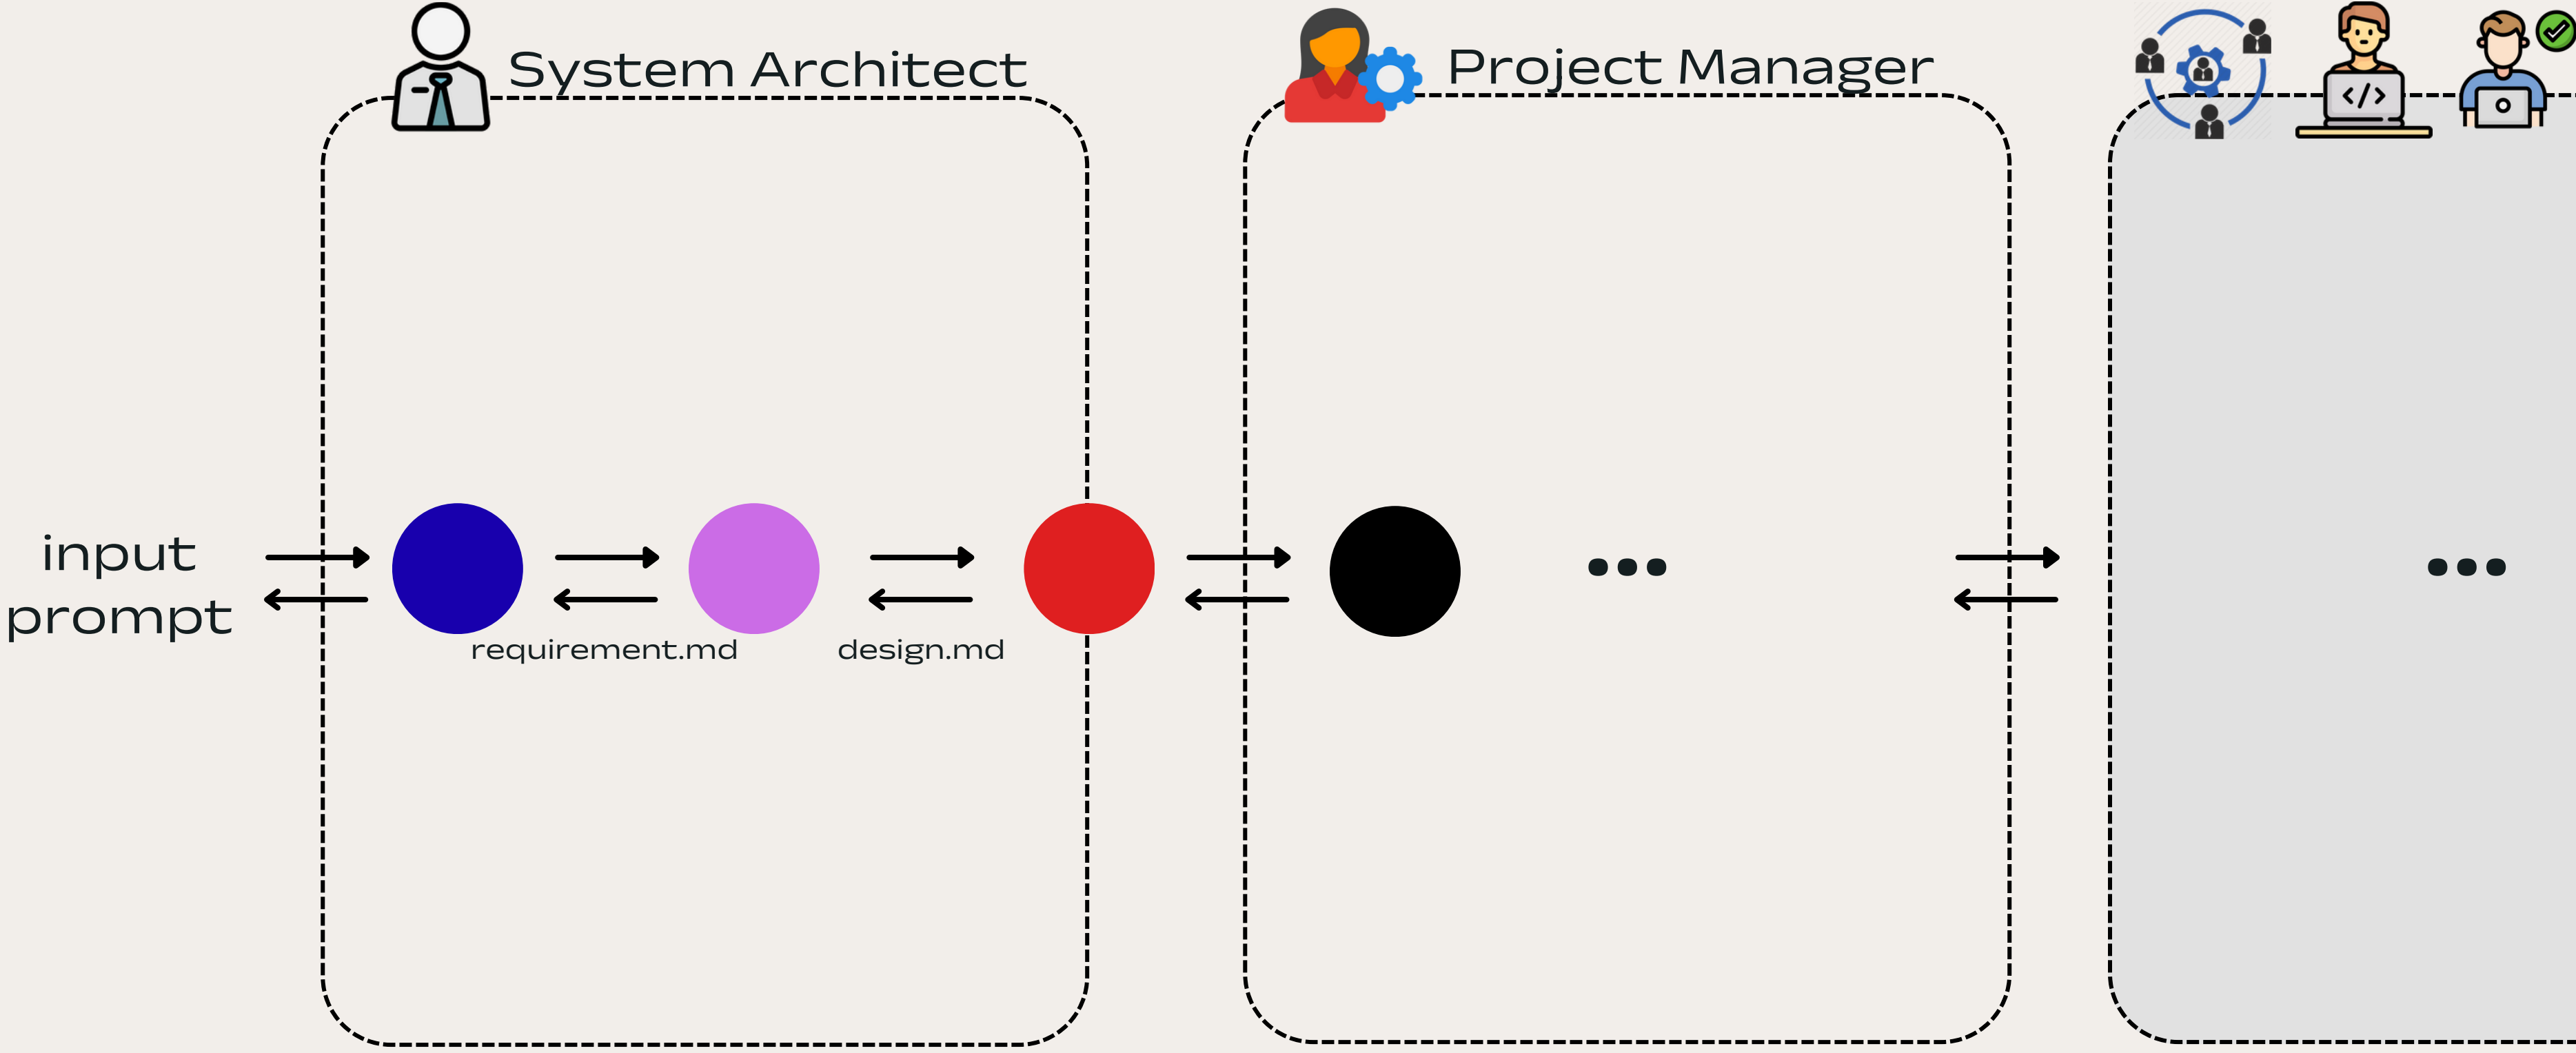 System Architect
Project Manager
</>
input
prompt
requirement.md
design.md